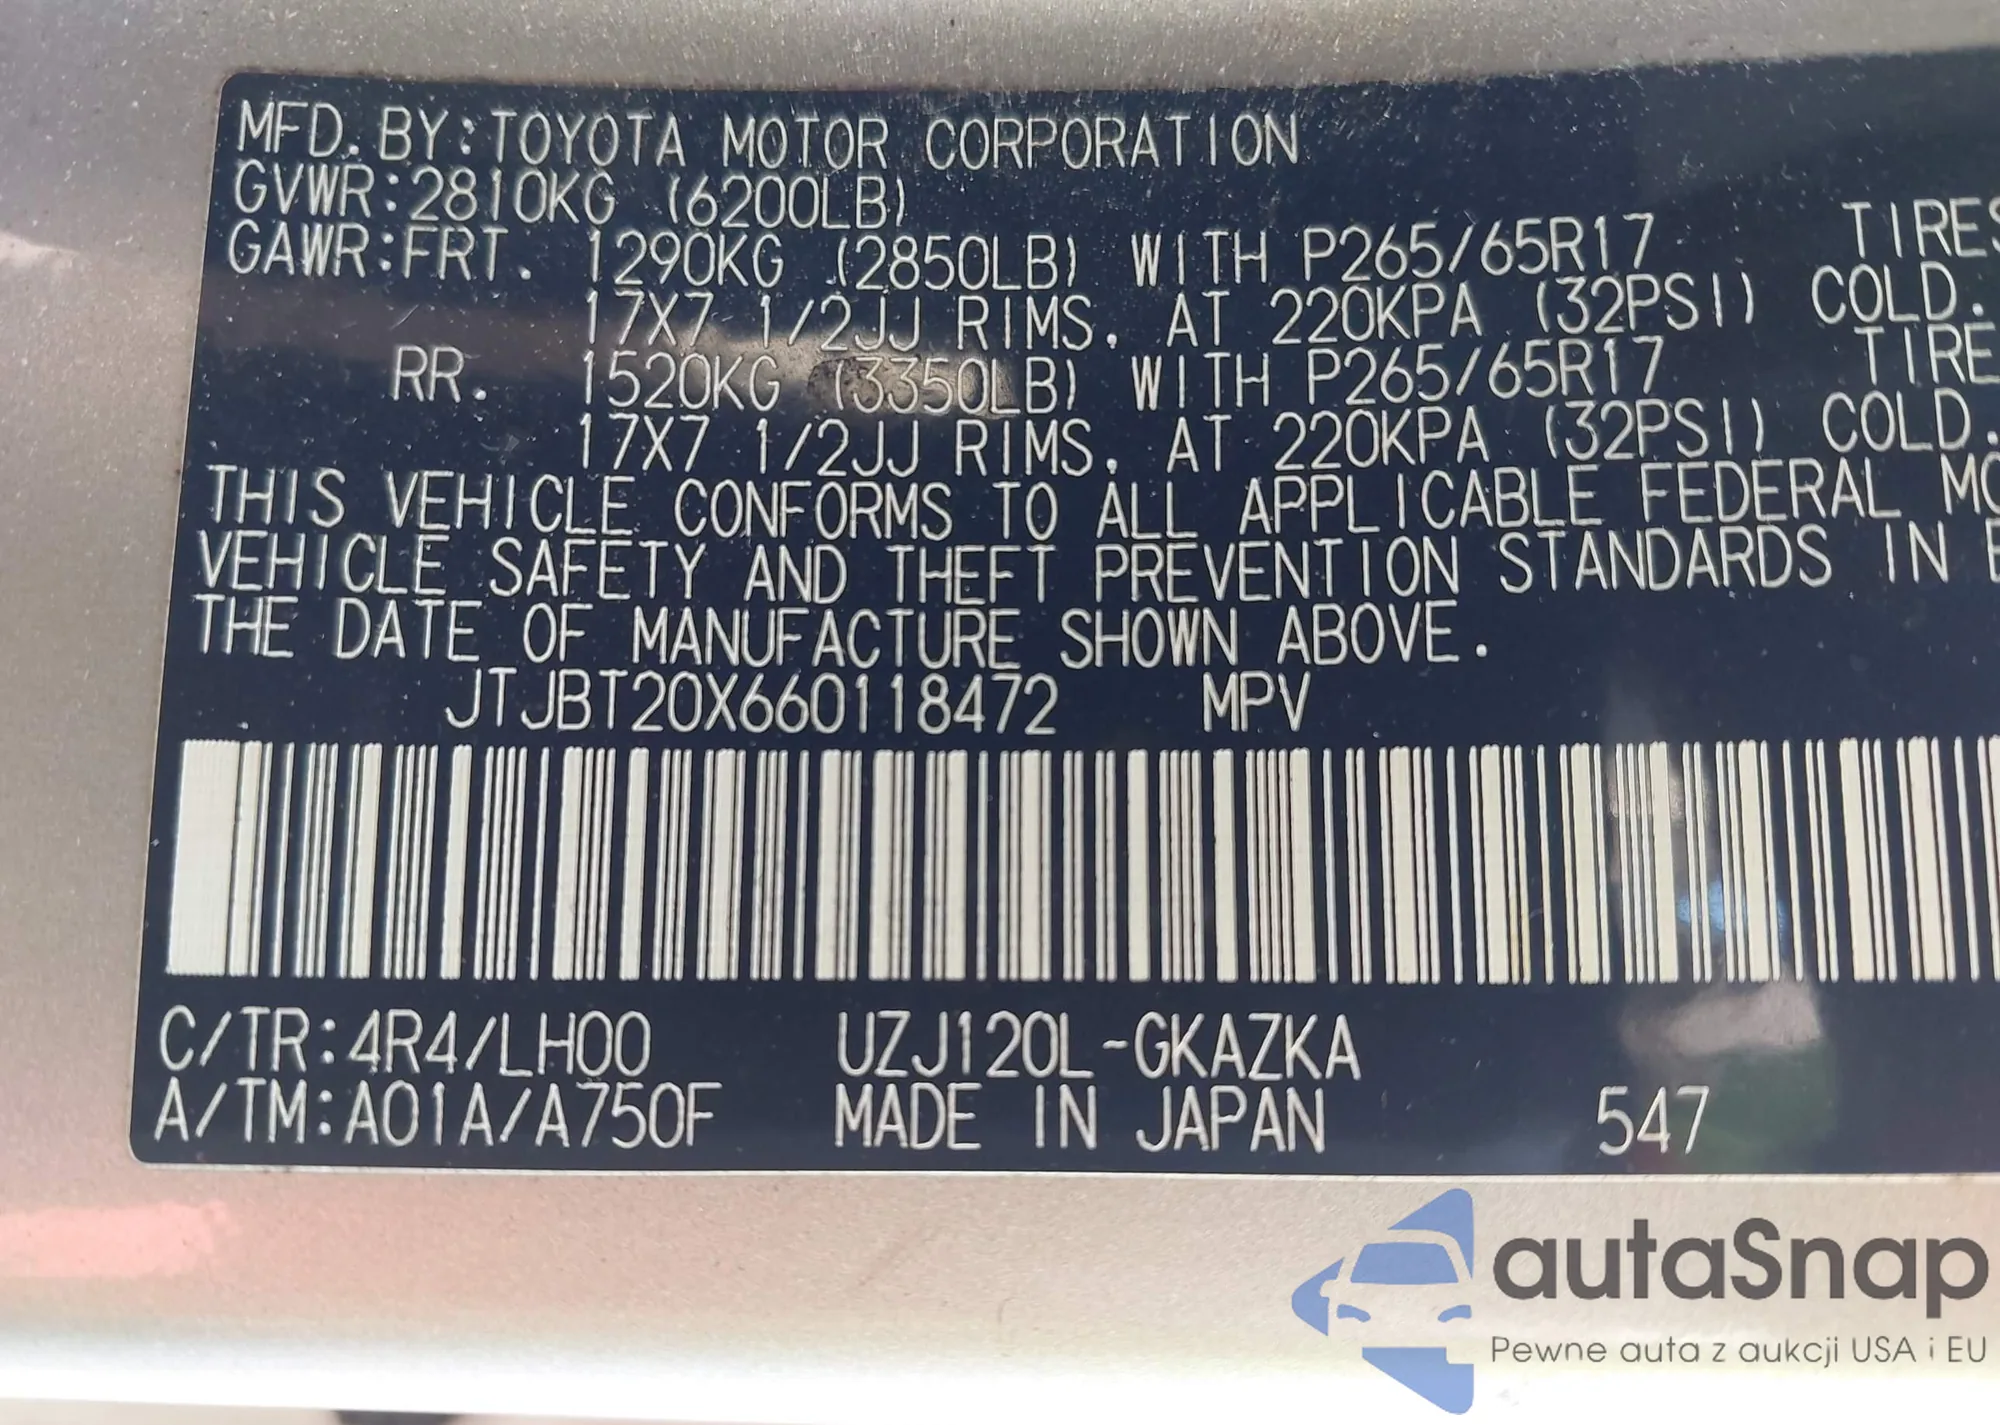 MFD. BY:TOYOTA MOTOR CORPORATION
GVWR:2810KG (6200LB)
GAWR:FRT. 1290KG (2850LB) WITH P265/65R17 TIRES
17X7 1/2JJ RIMS. AT 220KPA (32PSI) COLD.
RR. 1520KG (3350LB) WITH P265/65R17 TIRE
17X7 1/2JJ RIMS. AT 220KPA (32PSI) COLD.
THIS VEHICLE CONFORMS TO ALL APPLICABLE FEDERAL MO
VEHICLE SAFETY AND THEFT PREVENTION STANDARDS IN E
THE DATE OF MANUFACTURE SHOWN ABOVE.
JTJBT20X660118472 MPV
C/TR:4R4/LH00 UZJ120L-GKAZKA
A/TM:A01A/A750F MADE IN JAPAN 547
autaSnap
Pewne auta z aukcji USA i EU